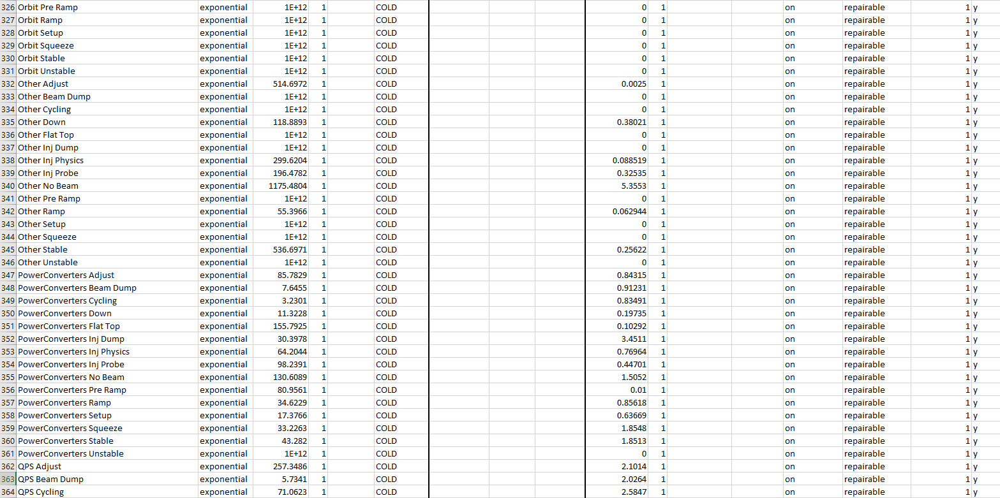 326 Orbit Pre Ramp exponential 1E+12 1 COLD 0 1 on repairable 1 y
327 Orbit Ramp exponential 1E+12 1 COLD 0 1 on repairable 1 y
328 Orbit Setup exponential 1E+12 1 COLD 0 1 on repairable 1 y
329 Orbit Squeeze exponential 1E+12 1 COLD 0 1 on repairable 1 y
330 Orbit Stable exponential 1E+12 1 COLD 0 1 on repairable 1 y
331 Orbit Unstable exponential 1E+12 1 COLD 0 1 on repairable 1 y
332 Other Adjust exponential 514.6972 1 COLD 0.0025 1 on repairable 1 y
333 Other Beam Dump exponential 1E+12 1 COLD 0 1 on repairable 1 y
334 Other Cycling exponential 1E+12 1 COLD 0 1 on repairable 1 y
335 Other Down exponential 118.8893 1 COLD 0.38021 1 on repairable 1 y
336 Other Flat Top exponential 1E+12 1 COLD 0 1 on repairable 1 y
337 Other Inj Dump exponential 1E+12 1 COLD 0 1 on repairable 1 y
338 Other Inj Physics exponential 299.6204 1 COLD 0.088519 1 on repairable 1 y
339 Other Inj Probe exponential 196.4782 1 COLD 0.32535 1 on repairable 1 y
340 Other No Beam exponential 1175.4804 1 COLD 5.3553 1 on repairable 1 y
341 Other Pre Ramp exponential 1E+12 1 COLD 0 1 on repairable 1 y
342 Other Ramp exponential 55.3966 1 COLD 0.062944 1 on repairable 1 y
343 Other Setup exponential 1E+12 1 COLD 0 1 on repairable 1 y
344 Other Squeeze exponential 1E+12 1 COLD 0 1 on repairable 1 y
345 Other Stable exponential 536.6971 1 COLD 0.25622 1 on repairable 1 y
346 Other Unstable exponential 1E+12 1 COLD 0 1 on repairable 1 y
347 PowerConverters Adjust exponential 85.7829 1 COLD 0.84315 1 on repairable 1 y
348 PowerConverters Beam Dump exponential 7.6455 1 COLD 0.91231 1 on repairable 1 y
349 PowerConverters Cycling exponential 3.2301 1 COLD 0.83491 1 on repairable 1 y
350 PowerConverters Down exponential 11.3228 1 COLD 0.19735 1 on repairable 1 y
351 PowerConverters Flat Top exponential 155.7925 1 COLD 0.10292 1 on repairable 1 y
352 PowerConverters Inj Dump exponential 30.3978 1 COLD 3.4511 1 on repairable 1 y
353 PowerConverters Inj Physics exponential 64.2044 1 COLD 0.76964 1 on repairable 1 y
354 PowerConverters Inj Probe exponential 98.2391 1 COLD 0.44701 1 on repairable 1 y
355 PowerConverters No Beam exponential 130.6089 1 COLD 1.5052 1 on repairable 1 y
356 PowerConverters Pre Ramp exponential 80.9561 1 COLD 0.01 1 on repairable 1 y
357 PowerConverters Ramp exponential 34.6229 1 COLD 0.85618 1 on repairable 1 y
358 PowerConverters Setup exponential 17.3766 1 COLD 0.63669 1 on repairable 1 y
359 PowerConverters Squeeze exponential 33.2263 1 COLD 1.8548 1 on repairable 1 y
360 PowerConverters Stable exponential 43.282 1 COLD 1.8513 1 on repairable 1 y
361 PowerConverters Unstable exponential 1E+12 1 COLD 0 1 on repairable 1 y
362 QPS Adjust exponential 257.3486 1 COLD 2.1014 1 on repairable 1 y
363 QPS Beam Dump exponential 5.7341 1 COLD 2.0264 1 on repairable 1 y
364 QPS Cycling exponential 71.0623 1 COLD 2.5847 1 on repairable 1 y